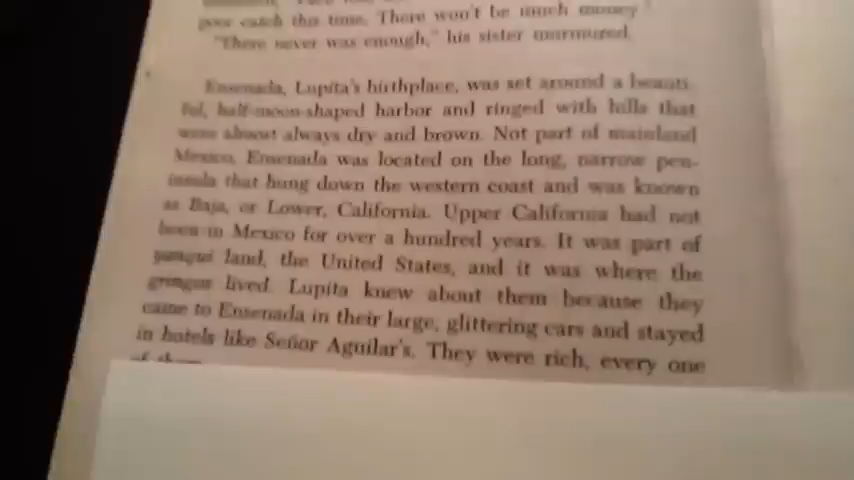 poor catch this time. There won't be much money."
"There never was enough," his sister murmured.
Ensenada, Lupita's birthplace, was set around a beauti-
ful, half-moon-shaped harbor and ringed with hills that
were almost always dry and brown. Not part of mainland
Mexico, Ensenada was located on the long, narrow pen-
insula that hung down the western coast and was known
as Baja, or Lower, California. Upper California had not
been in Mexico for over a hundred years. It was part of
yanqui land, the United States, and it was where the
gringos lived. Lupita knew about them because they
came to Ensenada in their large, glittering cars and stayed
in hotels like Señor Aguilar's. They were rich, every one
of them